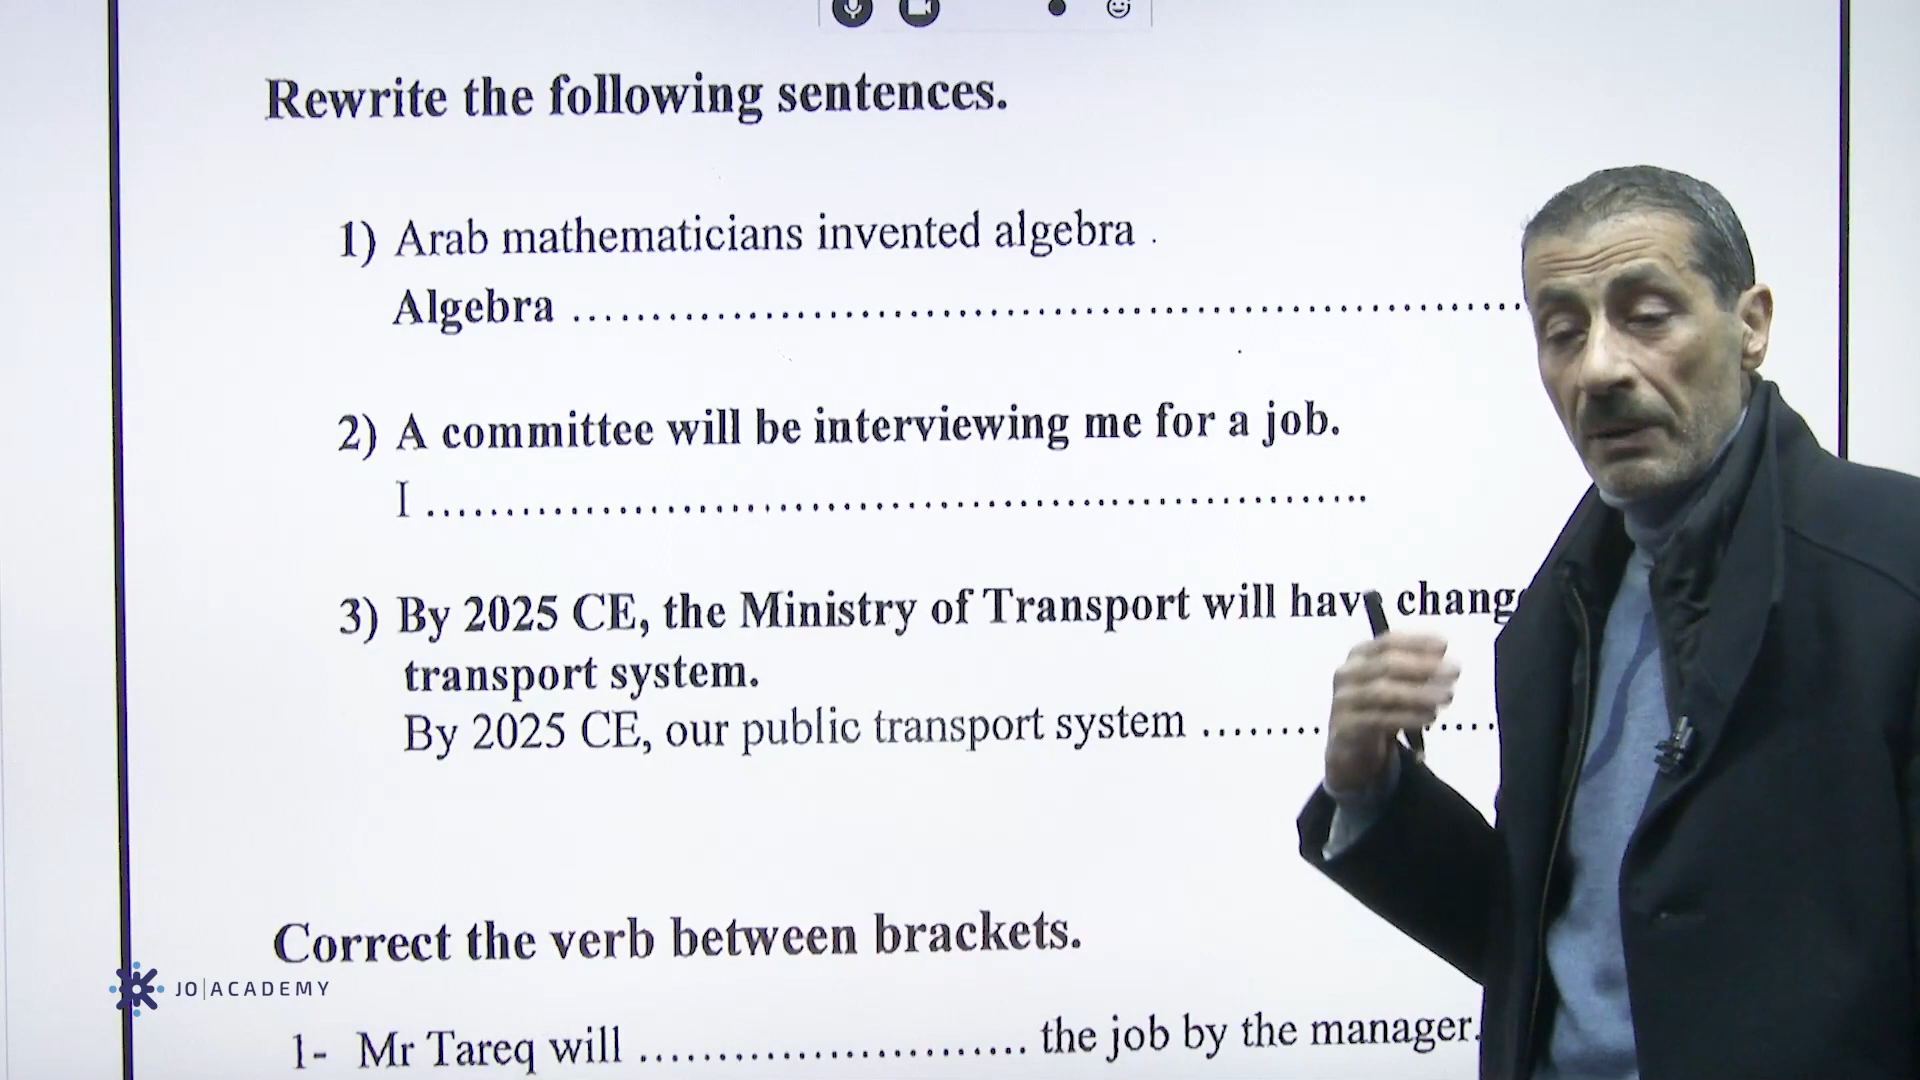 Rewrite the following sentences.
1) Arab mathematicians invented algebra .
Algebra ........................................................................
2) A committee will be interviewing me for a job.
I ........................................................................
3) By 2025 CE, the Ministry of Transport will have
transport system.
By 2025 CE, our public transport system ....................
Correct the verb between brackets.
JO|ACADEMY
1- Mr Tareq will .............................. the job by the manager.